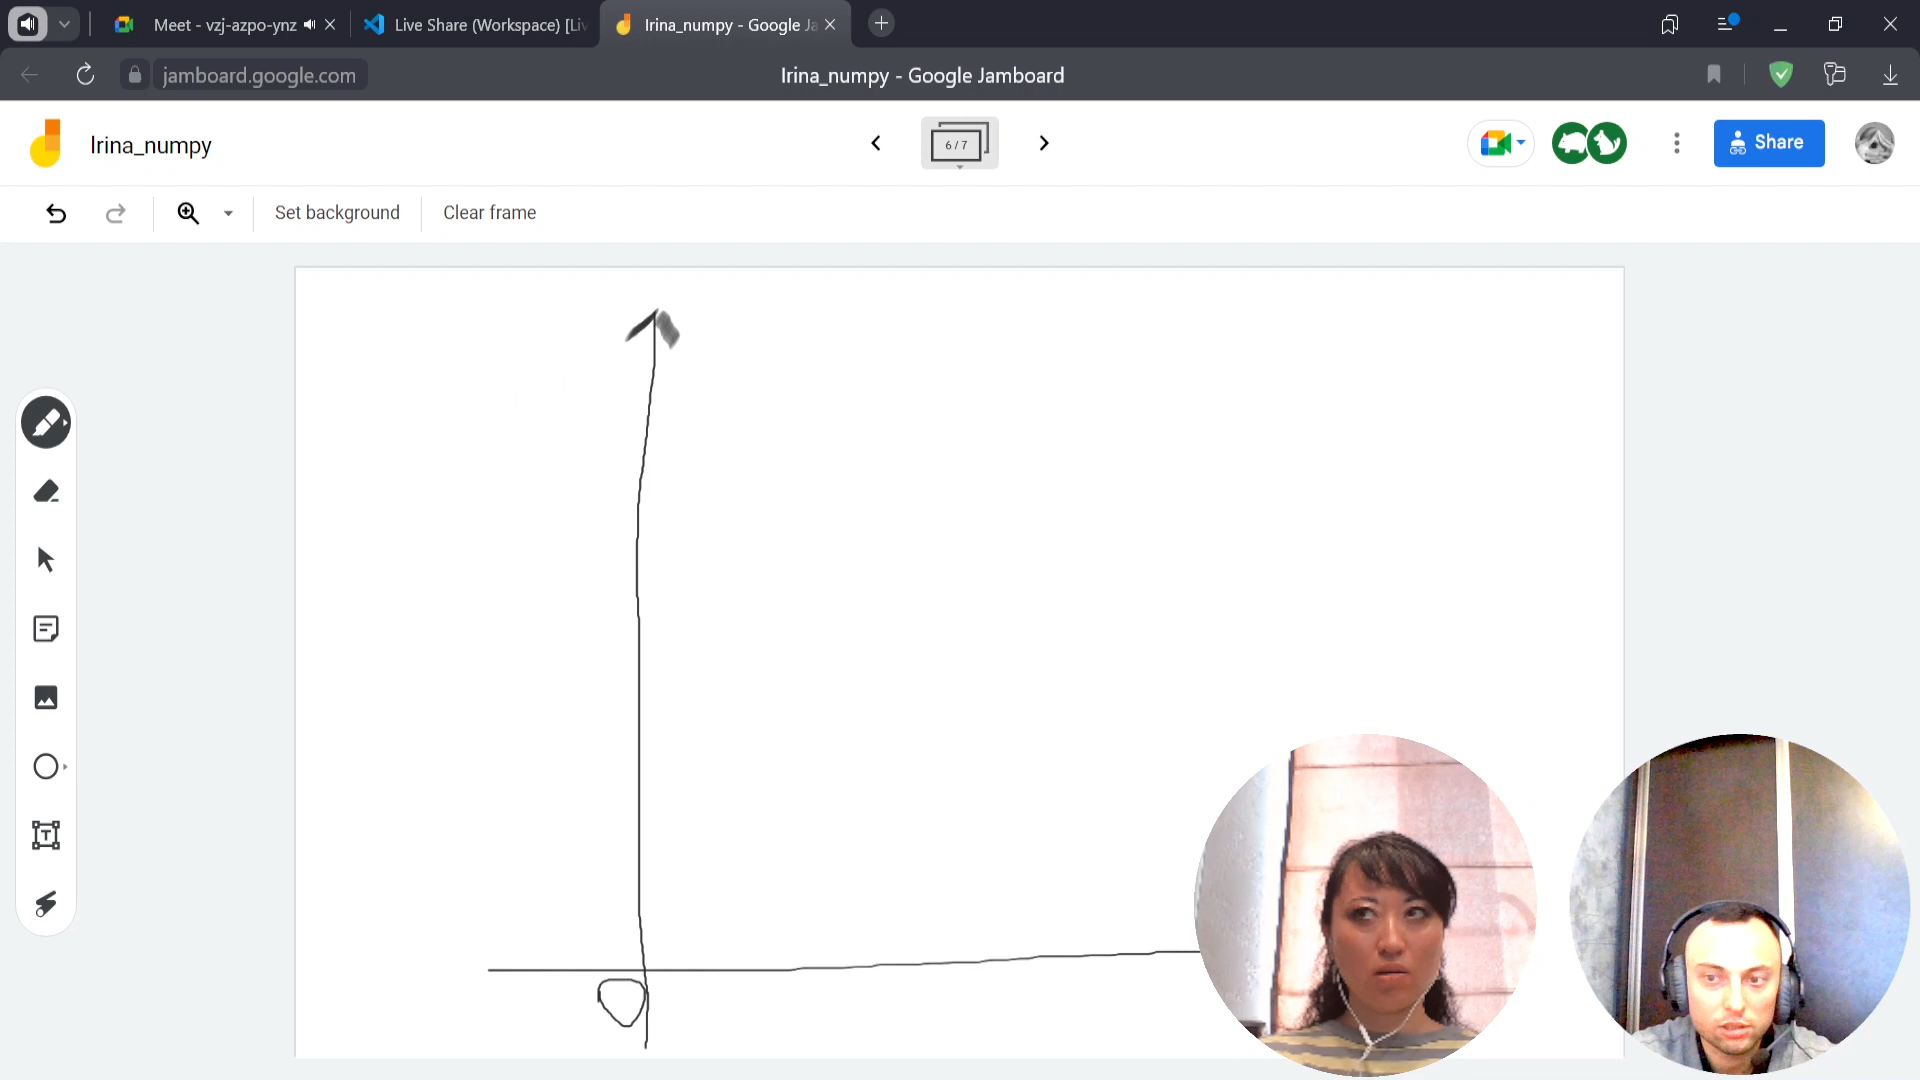 Meet - vzj-azpo-ynz
Live Share (Workspace) [Liv
Irina_numpy - Google Ja
jamboard.google.com
Irina_numpy - Google Jamboard
Irina_numpy
6 / 7
Share
Set background
Clear frame